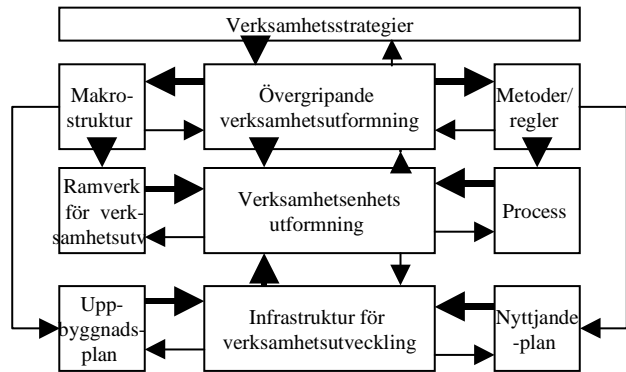 Verksamhetsstrategier
Makro-
struktur
Övergripande
verksamhetsutformning
Metoder/
regler
Ramverk
för verk-
samhetsutv
Verksamhetsenhets
utformning
Process
Upp-
byggnads-
plan
Infrastruktur för
verksamhetsutveckling
Nyttjande
-plan